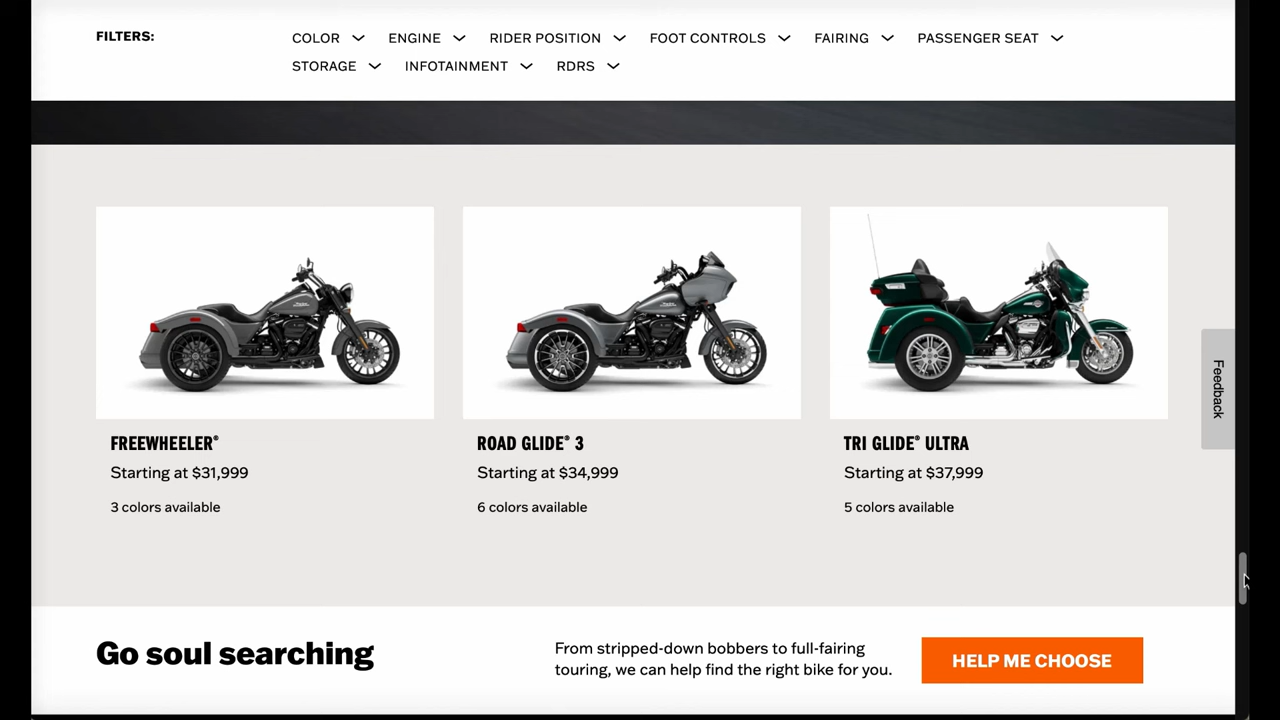 FILTERS:
COLOR ENGINE RIDER POSITION FOOT CONTROLS FAIRING PASSENGER SEAT
STORAGE INFOTAINMENT RDRS
FREEWHEELER®
Starting at $31,999
3 colors available
ROAD GLIDE® 3
Starting at $34,999
6 colors available
TRI GLIDE® ULTRA
Starting at $37,999
5 colors available
Feedback
Go soul searching
From stripped-down bobbers to full-fairing
touring, we can help find the right bike for you.
HELP ME CHOOSE